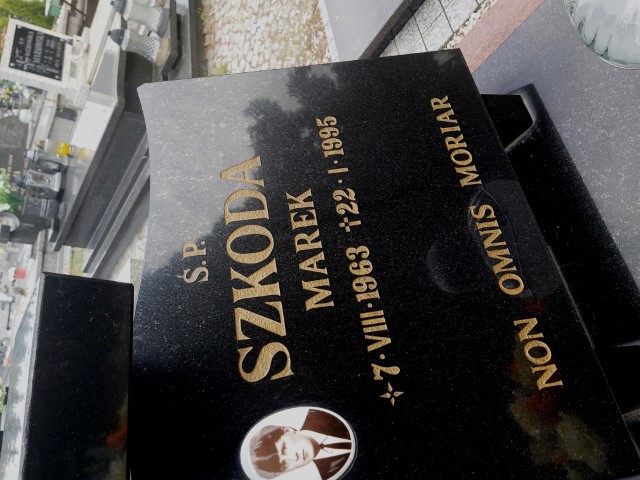 Ś.P.
SZKODA
MAREK
7·VIII·1963 †22·I·1995
NON OMNIS MORIAR